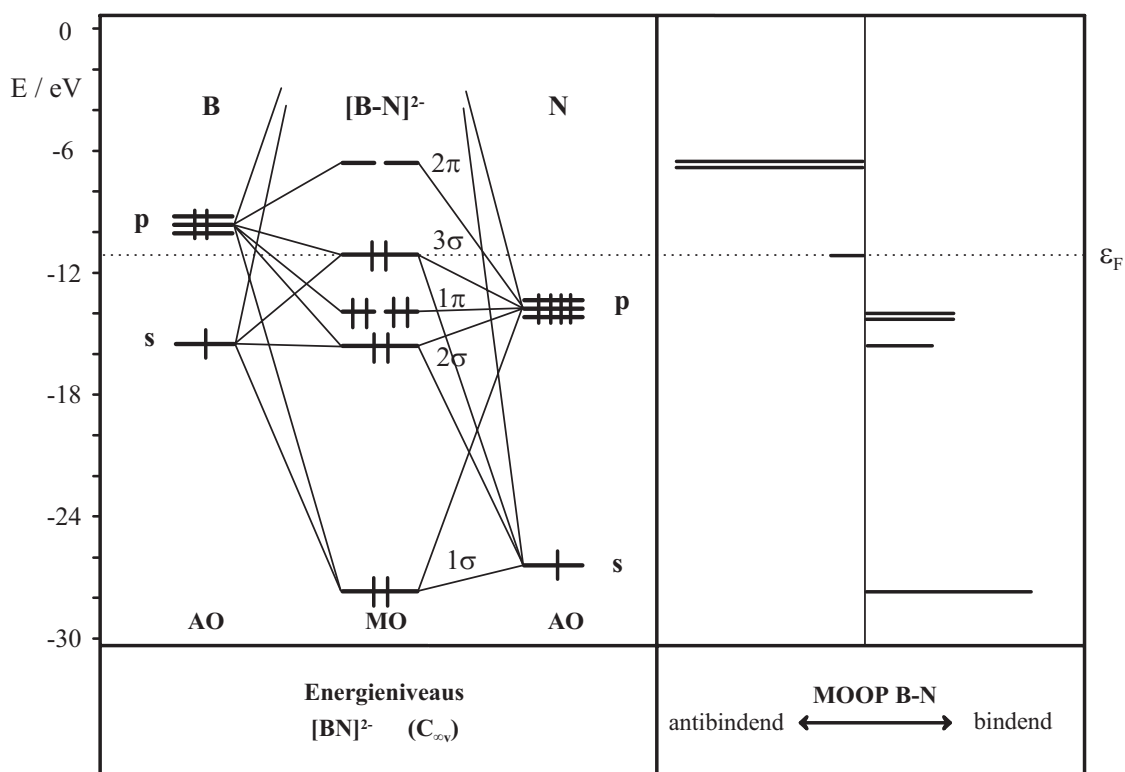 0
E / eV
-6
-12
-18
-24
-30
B
[B-N]²⁻
N
p
s
2π
3σ
1π
2σ
1σ
p
s
AO
MO
AO
εF
Energieniveaus
[BN]²⁻ (C∞v)
MOOP B-N
antibindend bindend